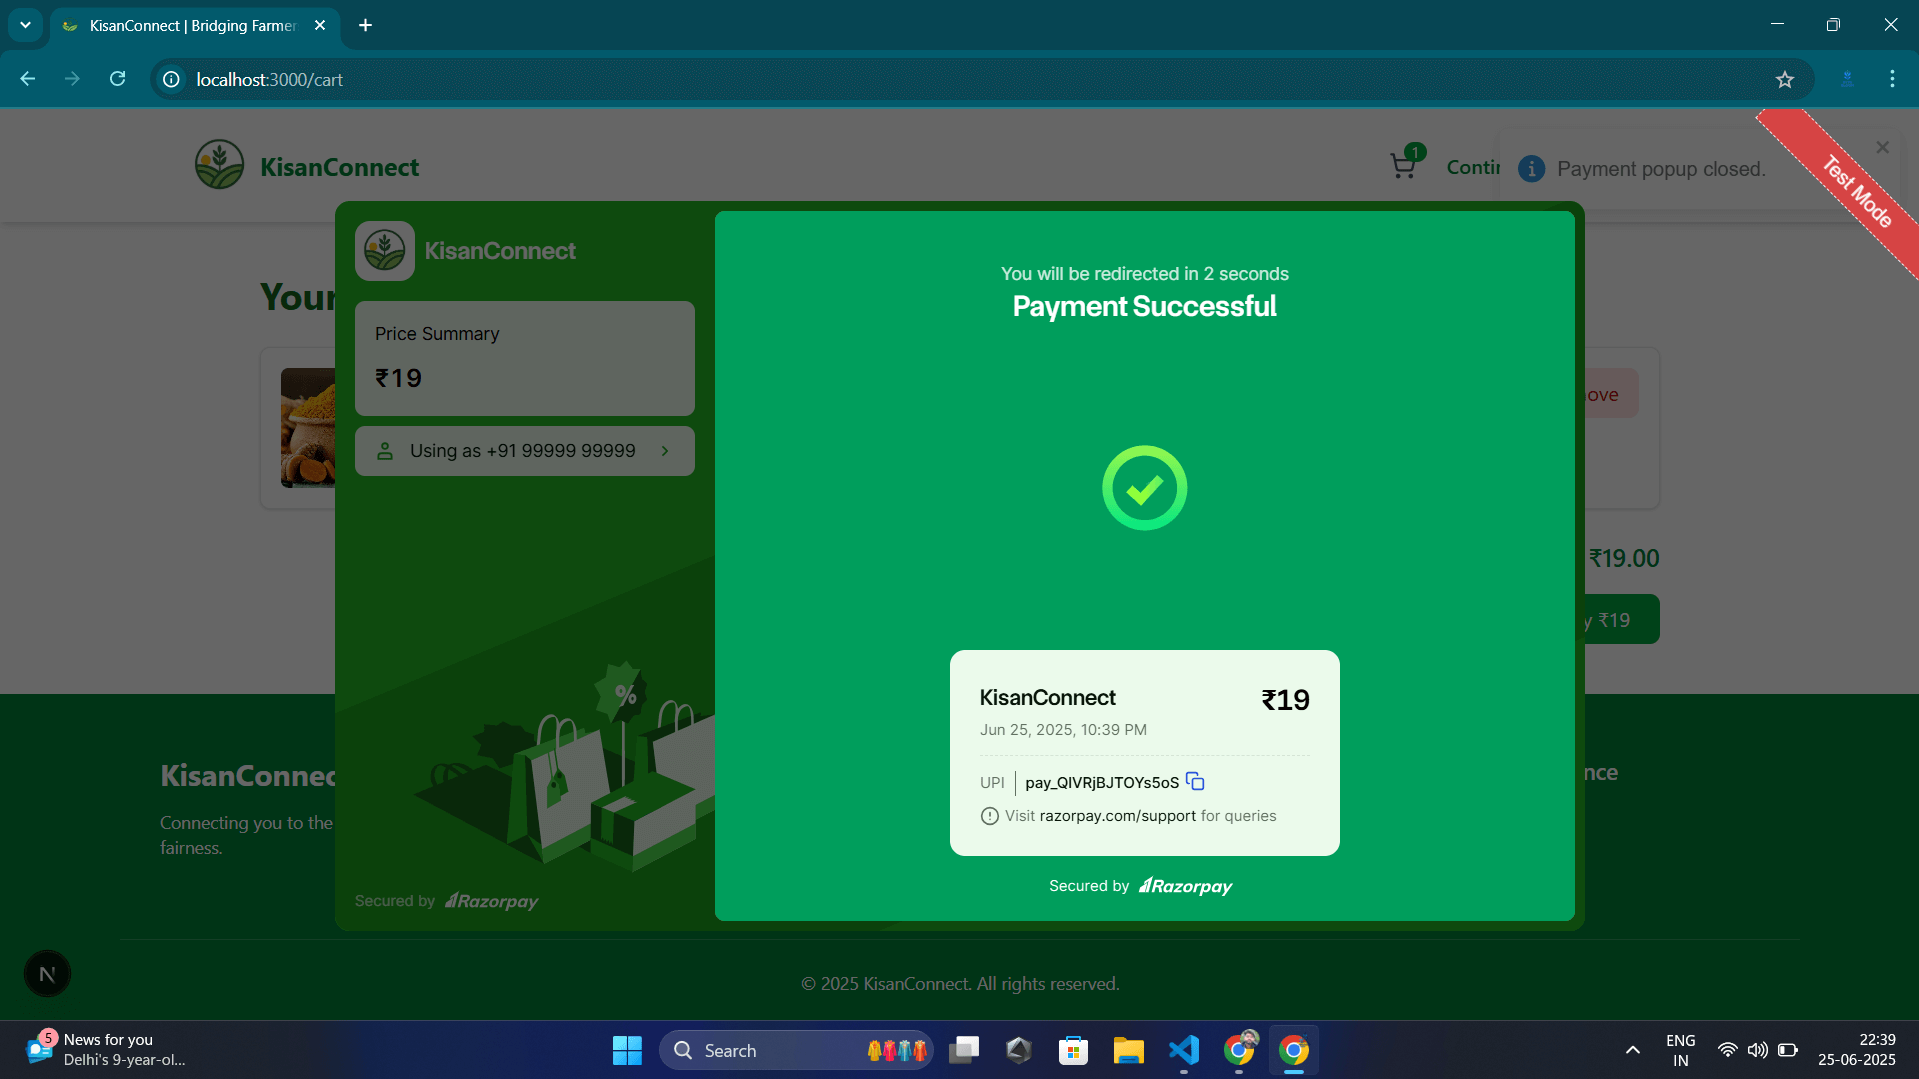 KisanConnect | Bridging Farmer
localhost:3000/cart
KisanConnect
1
Contin
Payment popup closed.
Test Mode
Your
KisanConnect
Price Summary
₹19
Using as +91 99999 99999
You will be redirected in 2 seconds
Payment Successful
ove
₹19.00
y ₹19
%
KisanConnect
₹19
Jun 25, 2025, 10:39 PM
UPI
pay_QlVRjBJTOYs5oS
Visit razorpay.com/support for queries
Secured by Razorpay
Secured by Razorpay
KisanConnec
Connecting you to the
fairness.
nce
N
© 2025 KisanConnect. All rights reserved.
5
News for you
Delhi's 9-year-ol...
Search
ENG
IN
22:39
25-06-2025